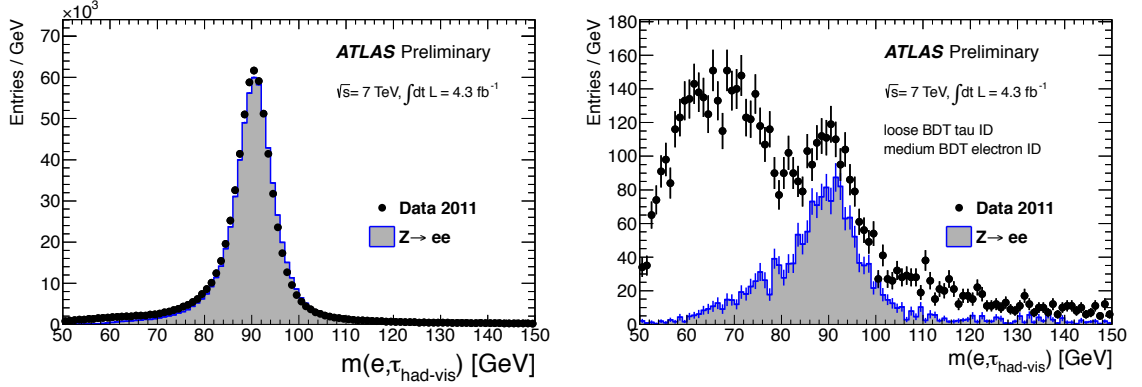 ×10³
70
60
50
40
30
20
10
0
Entries / GeV
ATLAS Preliminary
√s= 7 TeV, ∫dt L = 4.3 fb⁻¹
Data 2011
Z→ ee
50 60 70 80 90 100 110 120 130 140 150
m(e,τhad-vis) [GeV]
180
160
140
120
100
80
60
40
20
0
Entries / GeV
ATLAS Preliminary
√s= 7 TeV, ∫dt L = 4.3 fb⁻¹
loose BDT tau ID
medium BDT electron ID
Data 2011
Z→ ee
50 60 70 80 90 100 110 120 130 140 150
m(e,τhad-vis) [GeV]